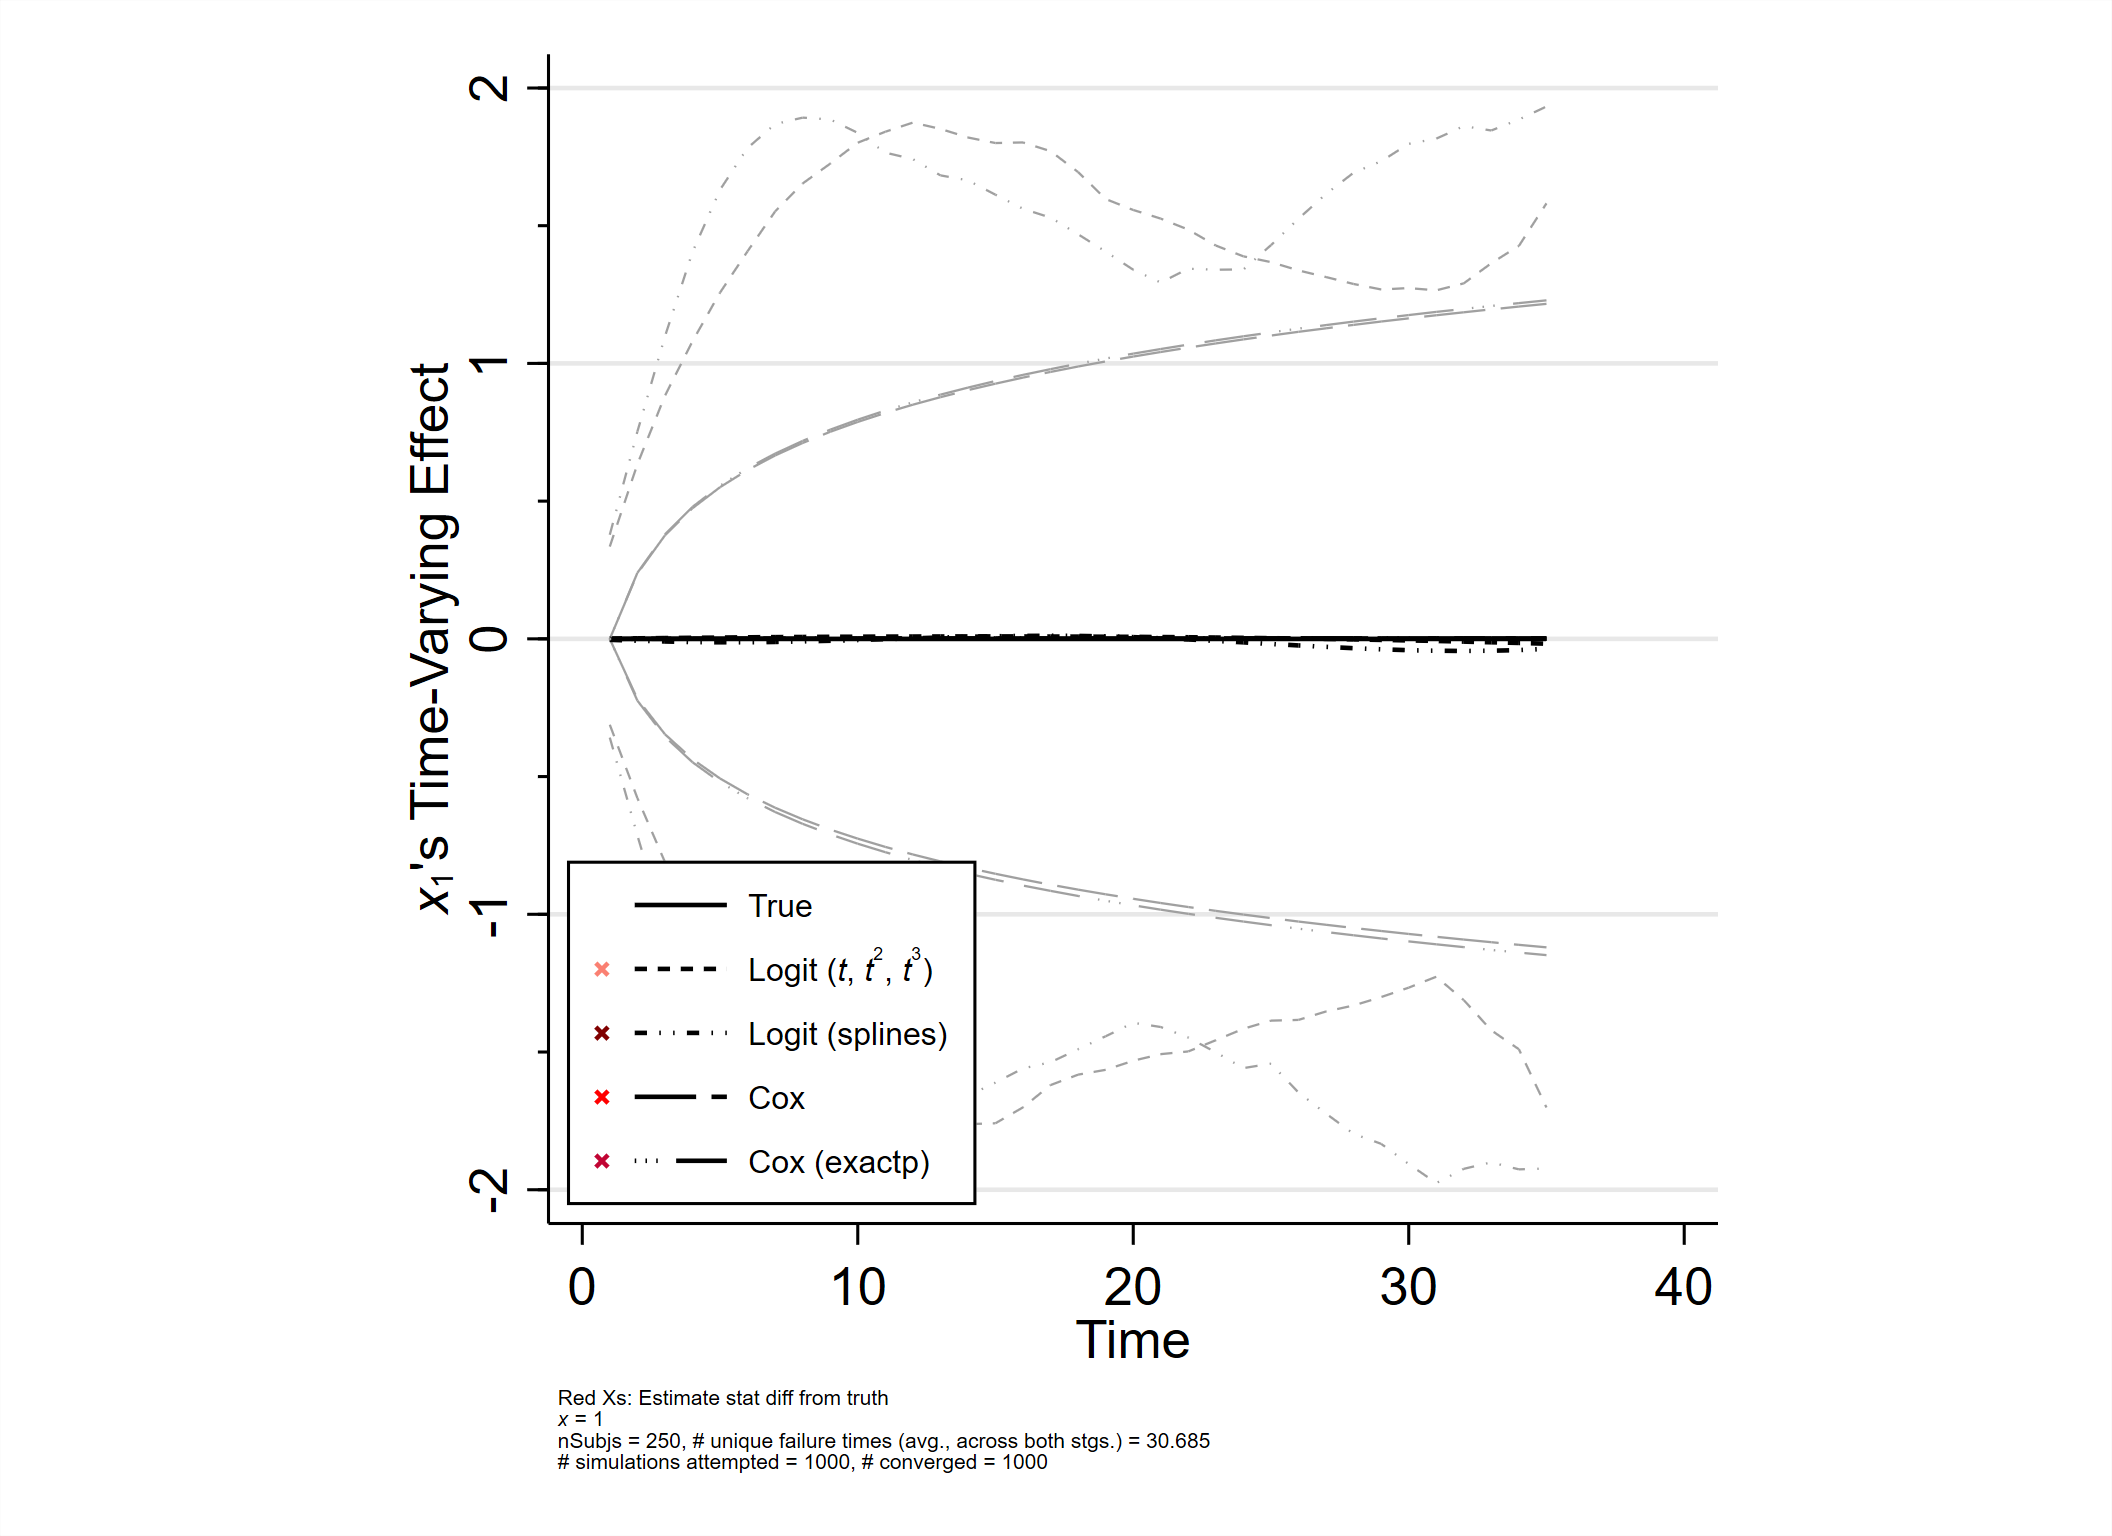 x₁'s Time-Varying Effect
2
1
0
-1
-2
True
Logit (t, t², t³)
Logit (splines)
Cox
Cox (exactp)
0 10 20 30 40
Time
Red Xs: Estimate stat diff from truth
x = 1
nSubjs = 250, # unique failure times (avg., across both stgs.) = 30.685
# simulations attempted = 1000, # converged = 1000